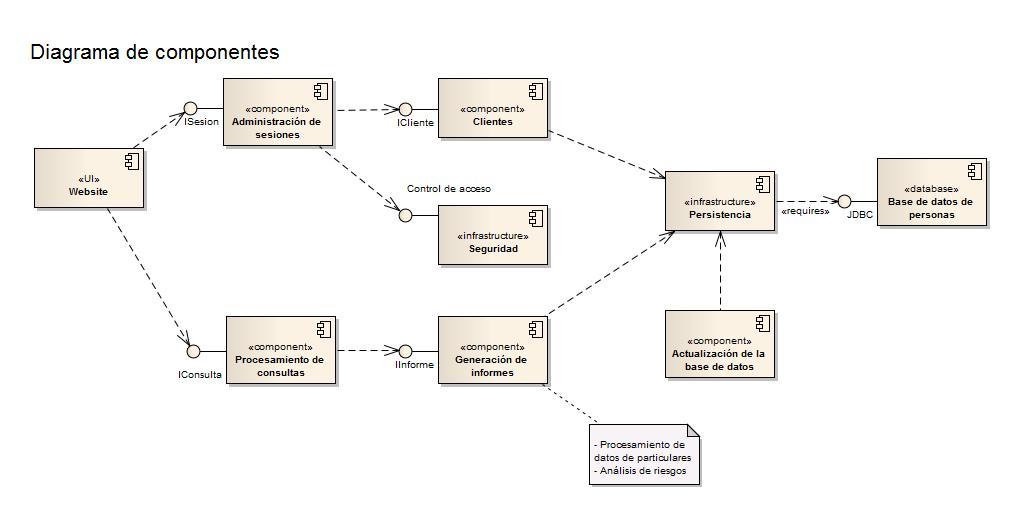 Diagrama de componentes
«UI»
Website
ISesion
«component»
Administración de
sesiones
ICliente
«component»
Clientes
Control de acceso
«infrastructure»
Seguridad
«infrastructure»
Persistencia
«requires»
JDBC
«database»
Base de datos de
personas
IConsulta
«component»
Procesamiento de
consultas
IInforme
«component»
Generación de
informes
«component»
Actualización de la
base de datos
- Procesamiento de
datos de particulares
- Análisis de riesgos